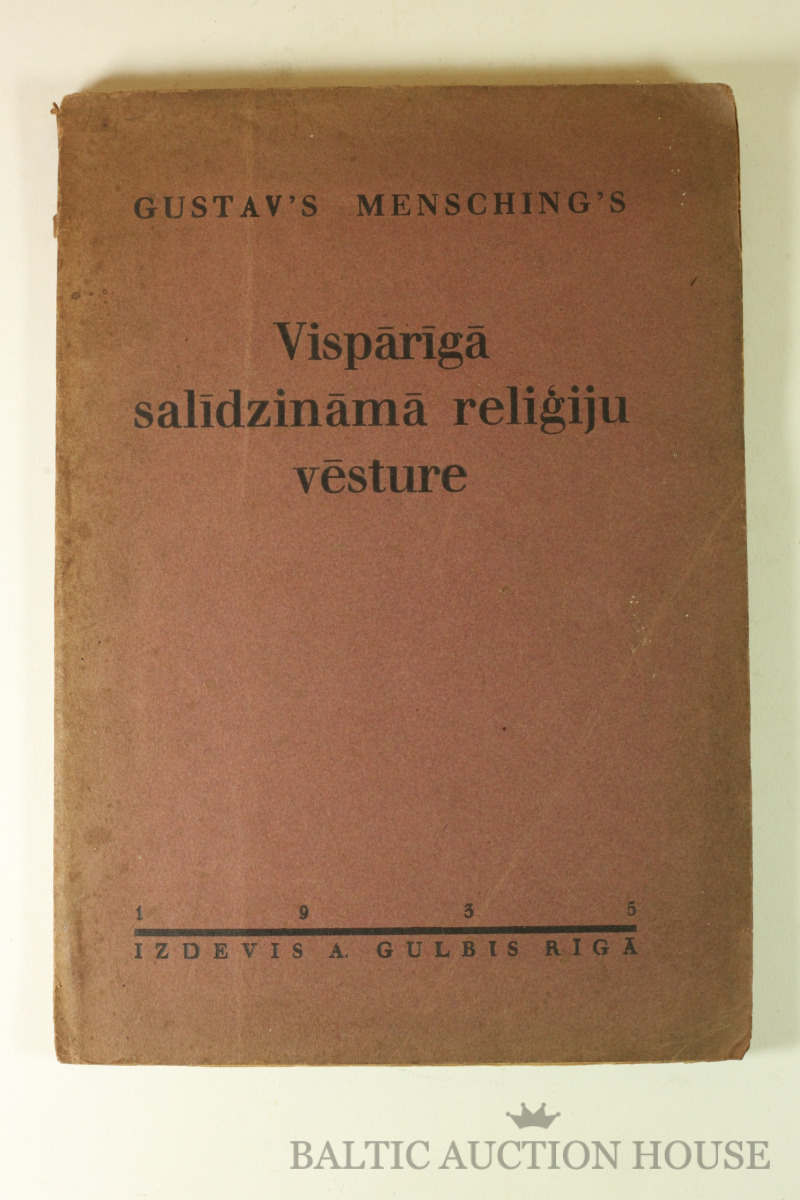 GUSTAV'S MENSCHING'S
Vispārīgā
salīdzināmā reliģiju
vēsture
1 9 3 5
IZDEVIS A. GULBIS RĪGĀ
BALTIC AUCTION HOUSE